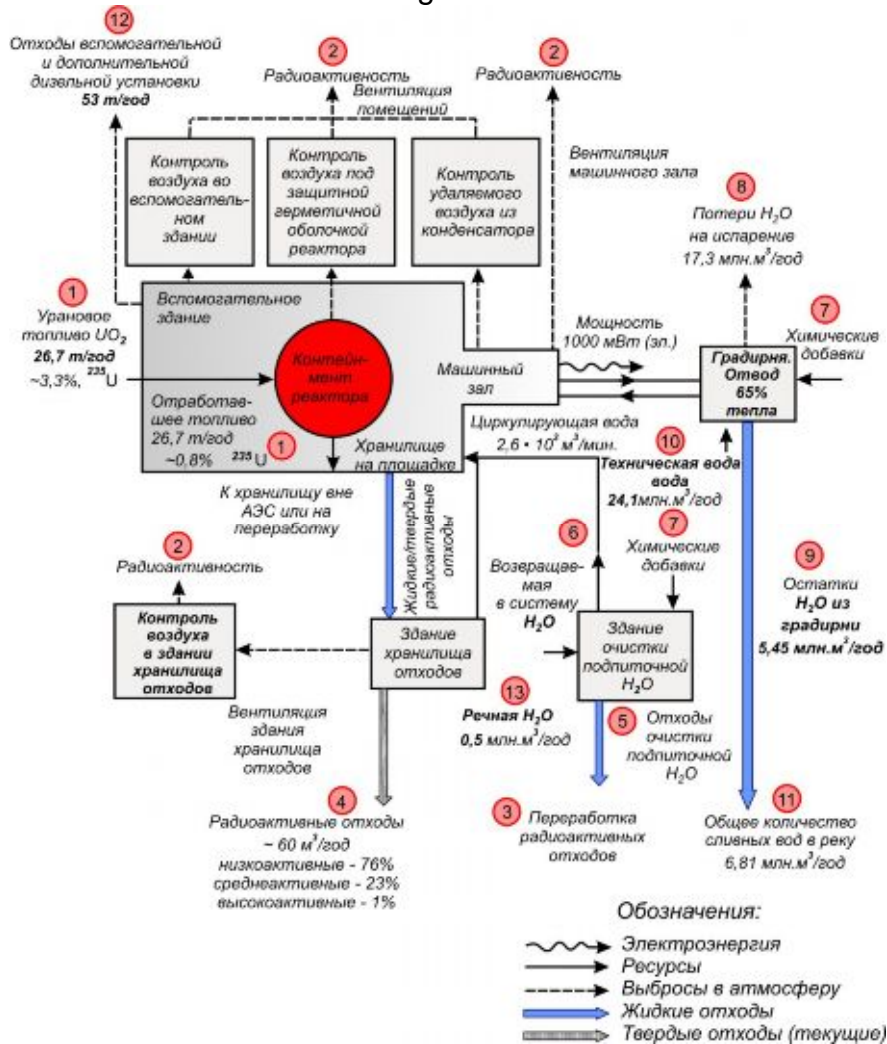 12
Отходы вспомогательной
и дополнительной
дизельной установки
53 т/год
2
Радиоактивность
Вентиляция
помещений
2
Радиоактивность
Вентиляция
машинного зала
Контроль
воздуха во
вспомогатель-
ном
здании
Контроль
воздуха под
защитной
герметичной
оболочкой
реактора
Контроль
удаляемого
воздуха из
конденсатора
8
Потери H₂O
на испарение
17,3 млн.м³/год
1
Урановое
топливо UO₂
26,7 т/год
~3,3%, ²³⁵U
Вспомогательное
здание
Контейн-
мент
реактора
Машинный
зал
Мощность
1000 мВт (эл.)
7
Химические
добавки
Градирня.
Отвод
65%
тепла
Отработав-
шее топливо
26,7 т/год
~0,8% ²³⁵U
1
Хранилище
на площадке
Циркулирующая вода
2,6 • 10³ м³/мин.
10
Техническая вода
вода
24,1млн.м³/год
К хранилищу вне
АЭС или на
переработку
Жидкие/твердые
радиоактивные
отходы
6
Возвращае-
мая
в систему
H₂O
7
Химические
добавки
9
Остатки
H₂O из
градирни
5,45 млн.м³/год
2
Радиоактивность
Контроль
воздуха
в здании
хранилища
отходов
Здание
хранилища
отходов
Здание
очистки
подпиточной
H₂O
Вентиляция
здания
хранилища
отходов
13
Речная H₂O
0,5 млн.м³/год
5
Отходы
очистки
подпиточной
H₂O
4
Радиоактивные отходы
~ 60 м³/год
низкоактивные - 76%
среднеактивные - 23%
высокоактивные - 1%
3
Переработка
радиоактивных
отходов
11
Общее количество
сливных вод в реку
6,81 млн.м³/год
Обозначения:
Электроэнергия
Ресурсы
Выбросы в атмосферу
Жидкие отходы
Твердые отходы (текущие)